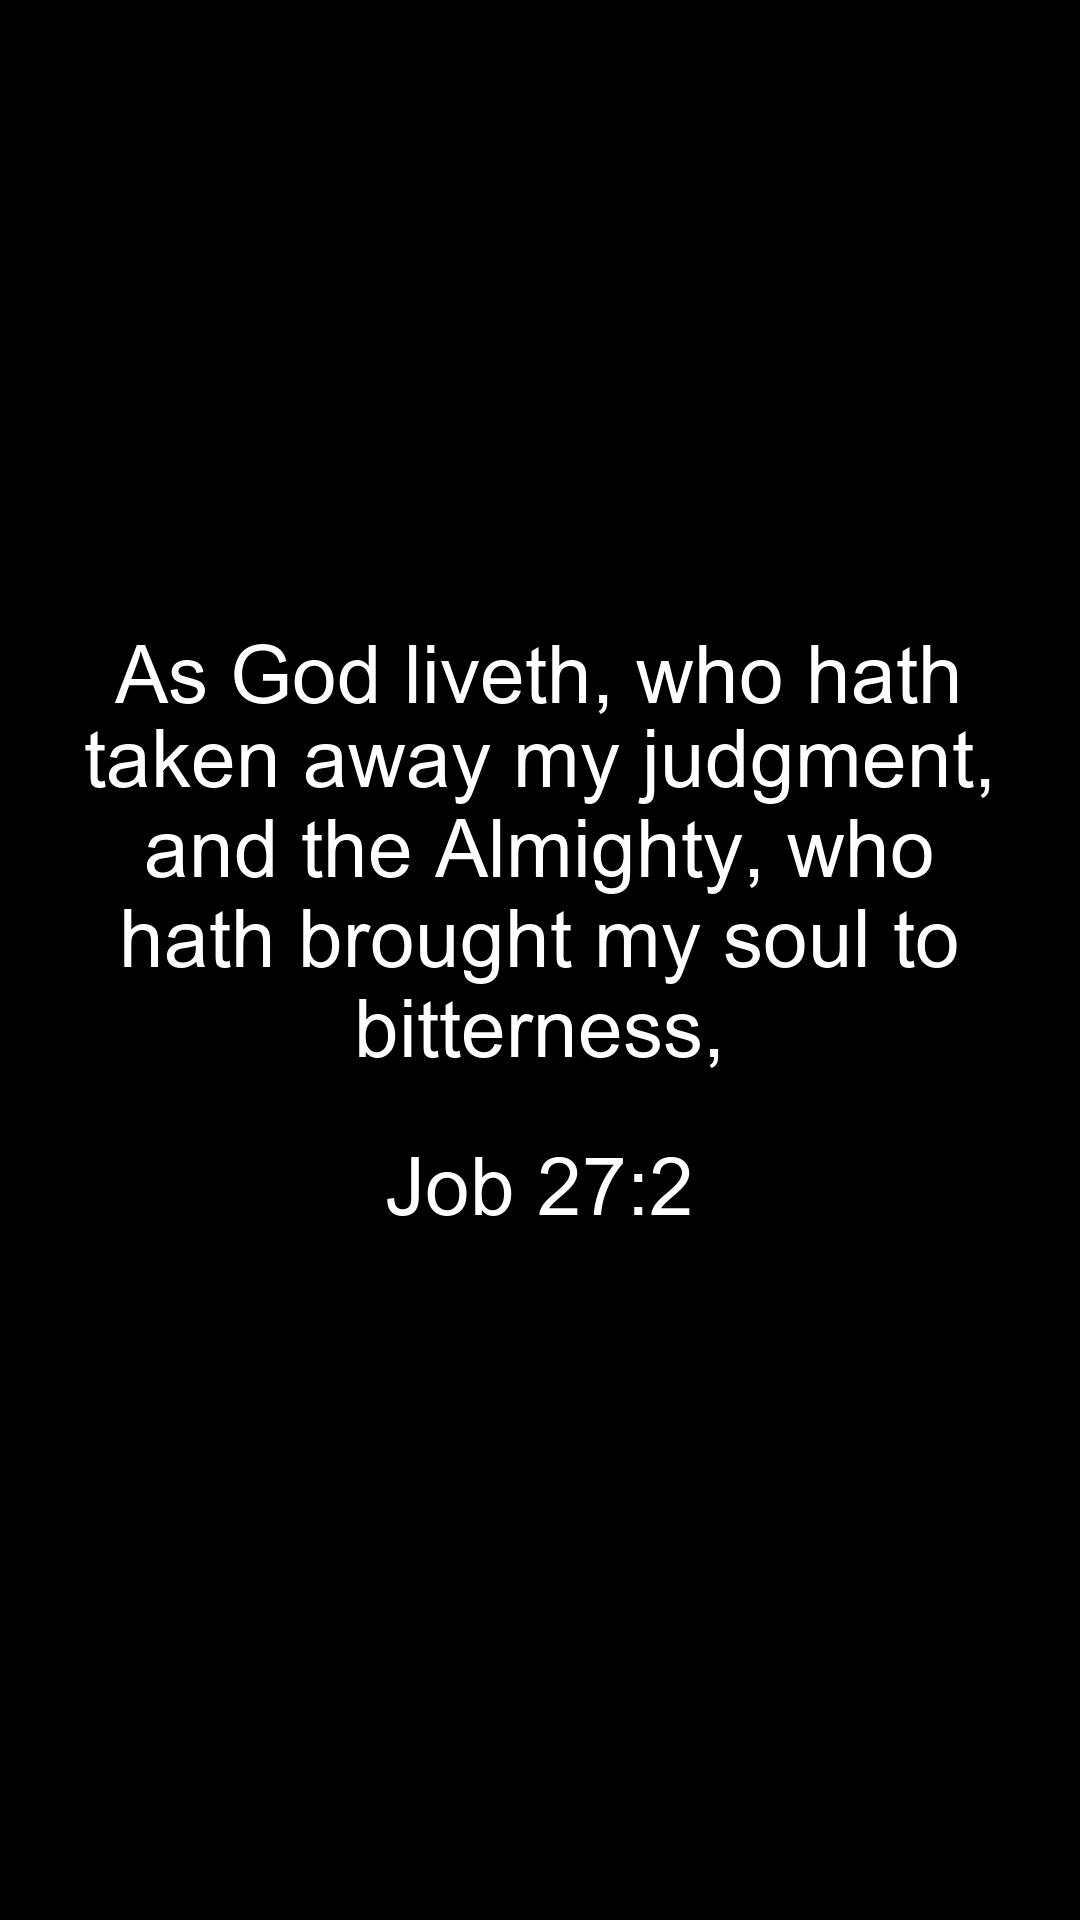 As God liveth, who hath
taken away my judgment,
and the Almighty, who
hath brought my soul to
bitterness,
Job 27:2